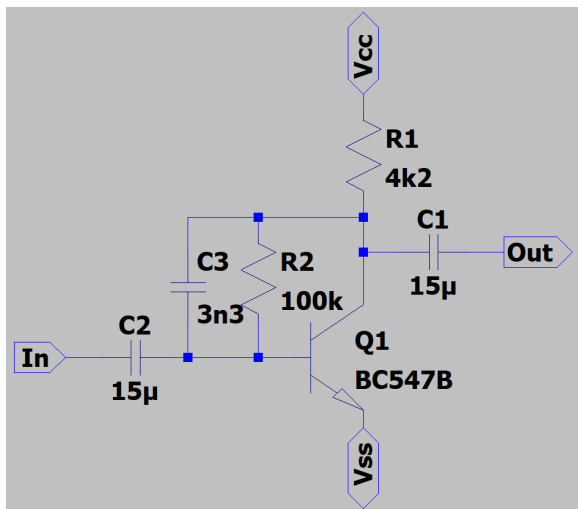 Vcc
R1
4k2
C1
Out
15µ
C3
R2
3n3
100k
C2
In
15µ
Q1
BC547B
Vss